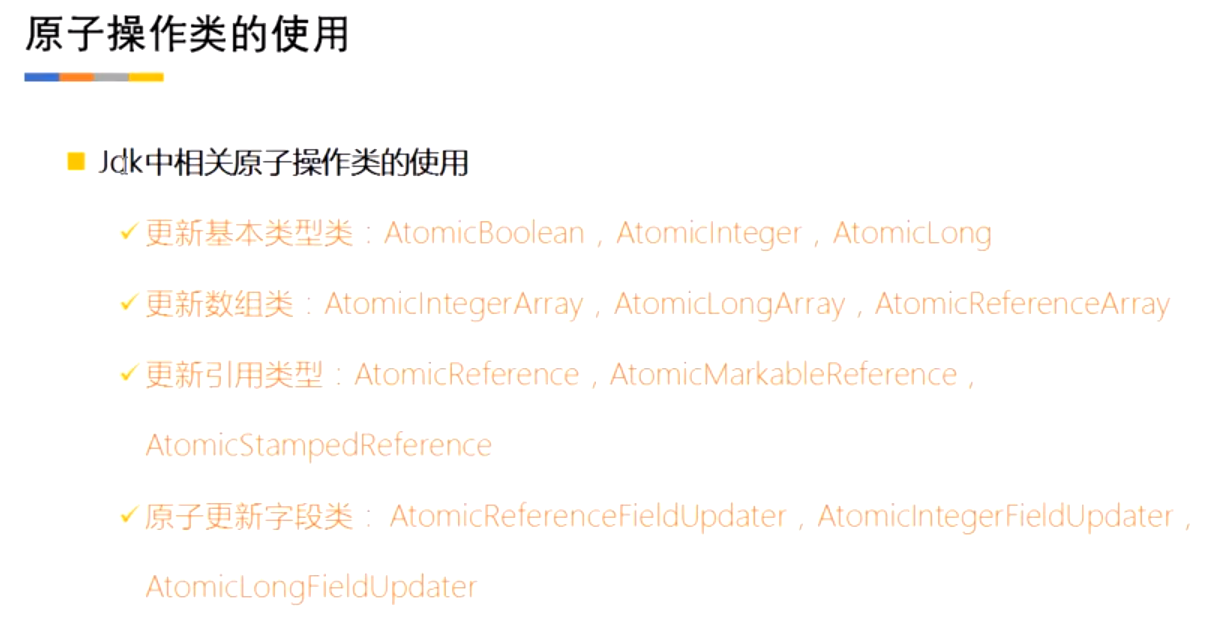 原子操作类的使用
Jdk中相关原子操作类的使用
更新基本类型类：AtomicBoolean，AtomicInteger，AtomicLong
更新数组类：AtomicIntegerArray，AtomicLongArray，AtomicReferenceArray
更新引用类型：AtomicReference，AtomicMarkableReference，
AtomicStampedReference
原子更新字段类： AtomicReferenceFieldUpdater，AtomicIntegerFieldUpdater，
AtomicLongFieldUpdater